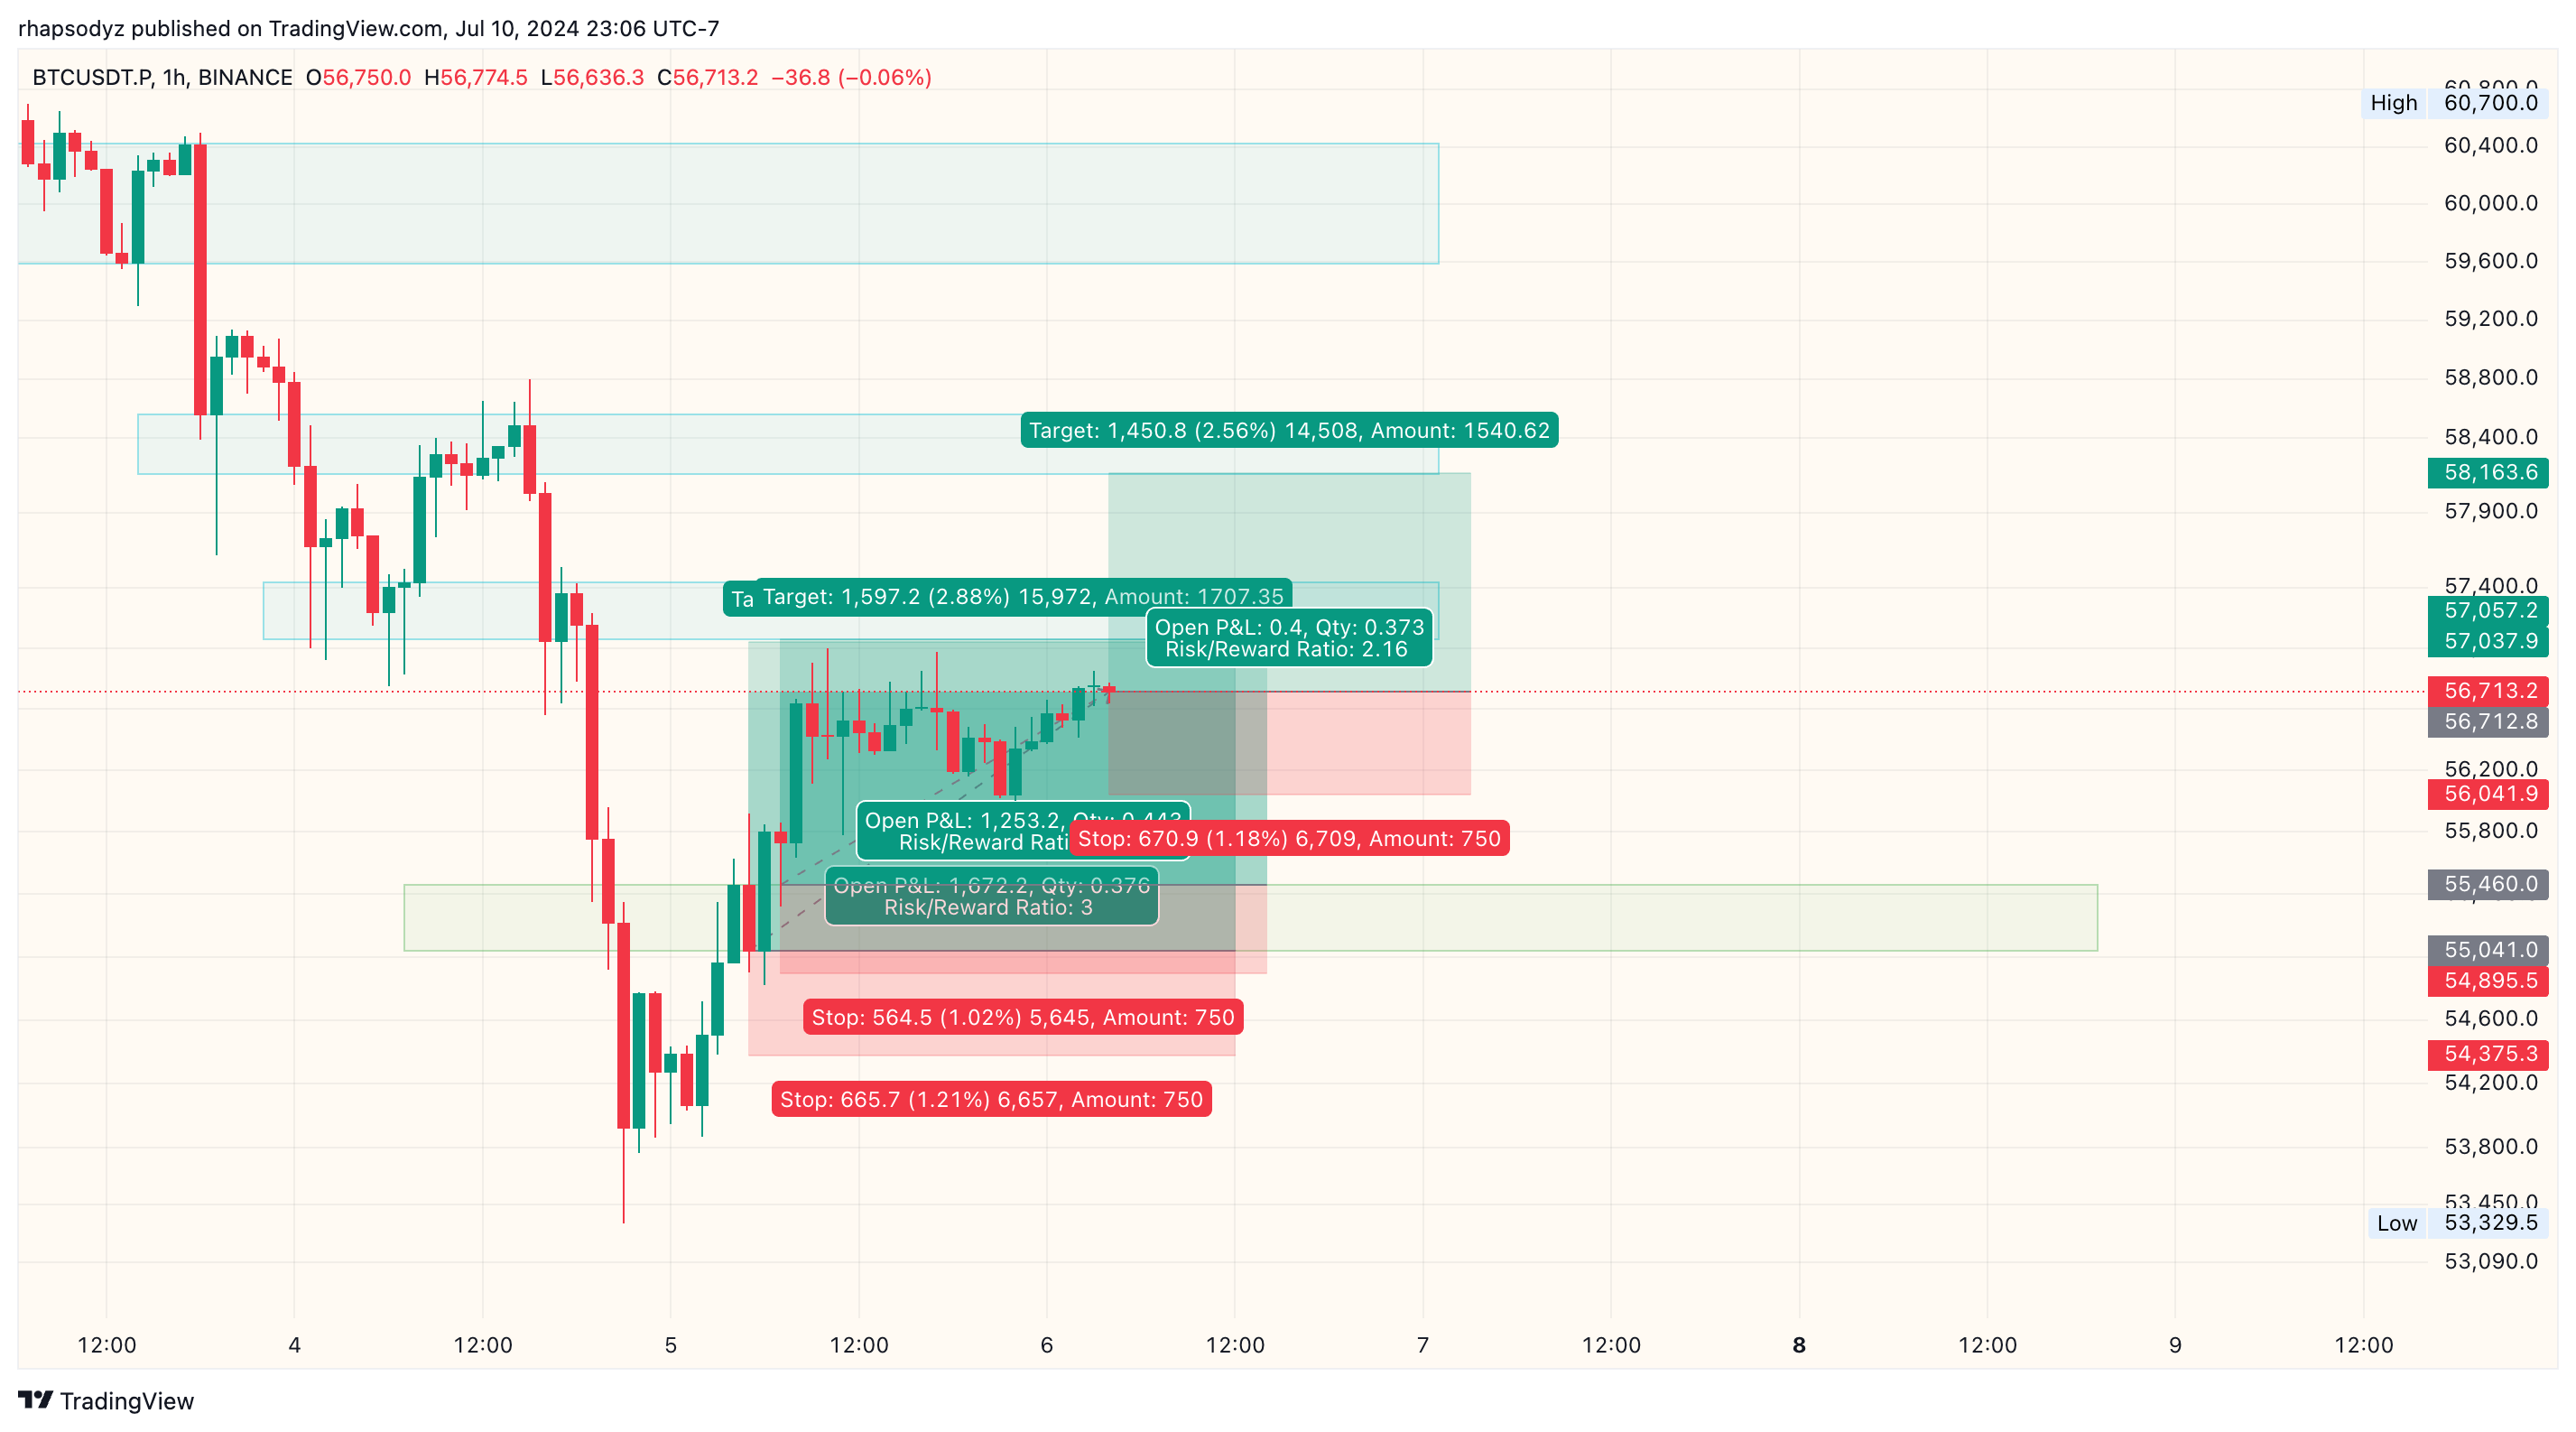 rhapsodyz published on TradingView.com, Jul 10, 2024 23:06 UTC-7
BTCUSDT.P, 1h, BINANCE O56,750.0 H56,774.5 L56,636.3 C56,713.2 −36.8 (−0.06%)
60,800.0
High 60,700.0
60,400.0
60,000.0
59,600.0
59,200.0
58,800.0
Target: 1,450.8 (2.56%) 14,508, Amount: 1540.62
58,400.0
58,163.6
57,900.0
57,400.0
Ta Target: 1,597.2 (2.88%) 15,972, Amount: 1707.35
57,057.2
Open P&L: 0.4, Qty: 0.373
Risk/Reward Ratio: 2.16
57,037.9
56,713.2
56,712.8
56,200.0
56,041.9
Open P&L: 1,253.2, Qty: 0.443
Risk/Reward Rati
Stop: 670.9 (1.18%) 6,709, Amount: 750
55,800.0
Open P&L: 1,672.2, Qty: 0.376
Risk/Reward Ratio: 3
55,460.0
55,041.0
54,895.5
Stop: 564.5 (1.02%) 5,645, Amount: 750
54,600.0
54,375.3
54,200.0
Stop: 665.7 (1.21%) 6,657, Amount: 750
53,800.0
53,450.0
Low 53,329.5
53,090.0
12:00 4 12:00 5 12:00 6 12:00 7 12:00 8 12:00 9 12:00
TradingView